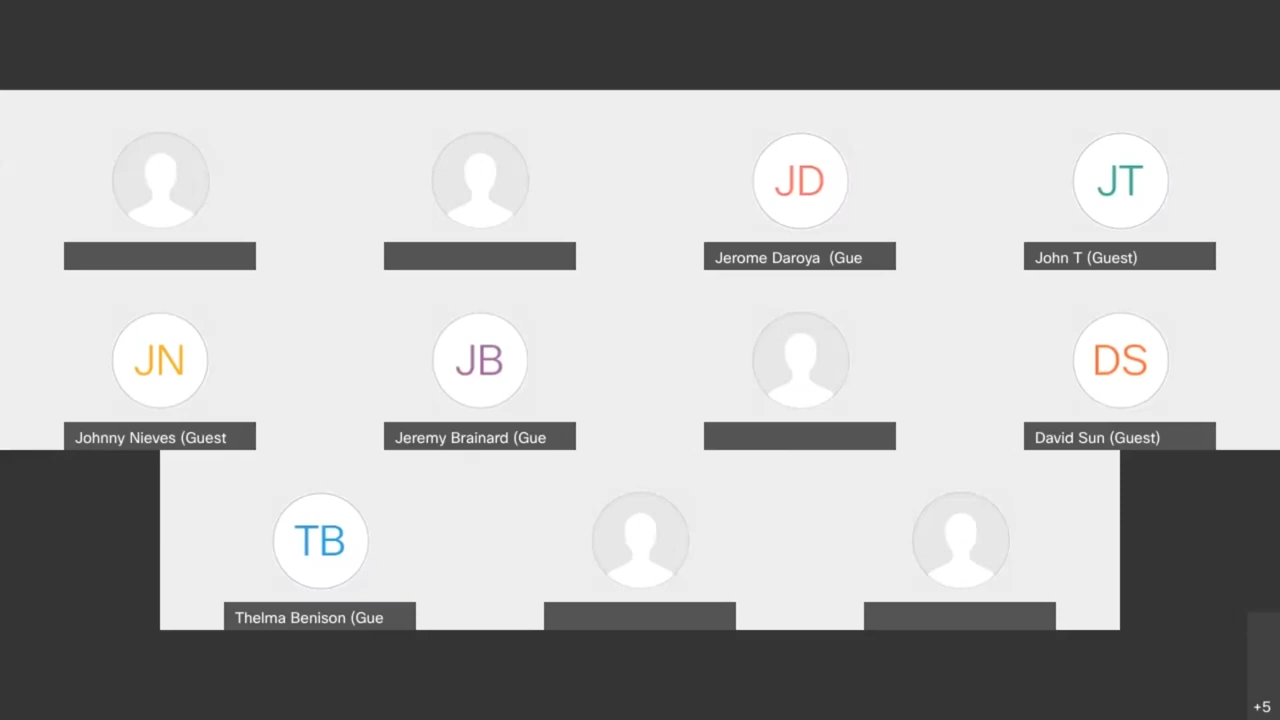 JD
JT
Jerome Daroya  (Gue
John T (Guest)
JN
JB
DS
Johnny Nieves (Guest
Jeremy Brainard (Gue
David Sun (Guest)
TB
Thelma Benison (Gue
+5